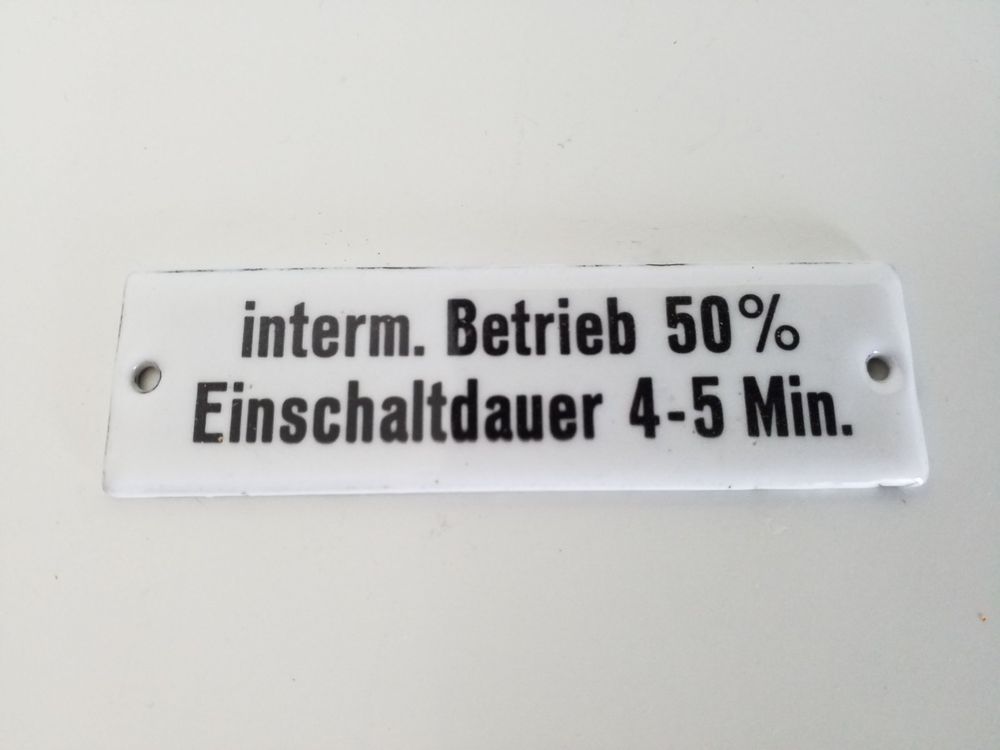 interm. Betrieb 50%
Einschaltdauer 4-5 Min.